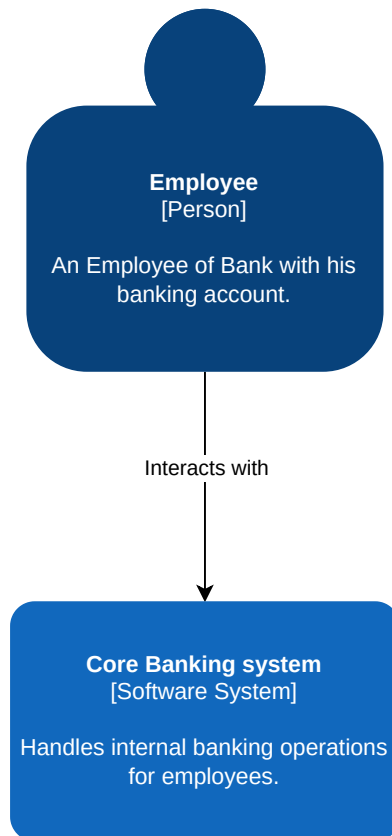 Employee
[Person]
An Employee of Bank with his
banking account.
Interacts with
Core Banking system
[Software System]
Handles internal banking operations
for employees.